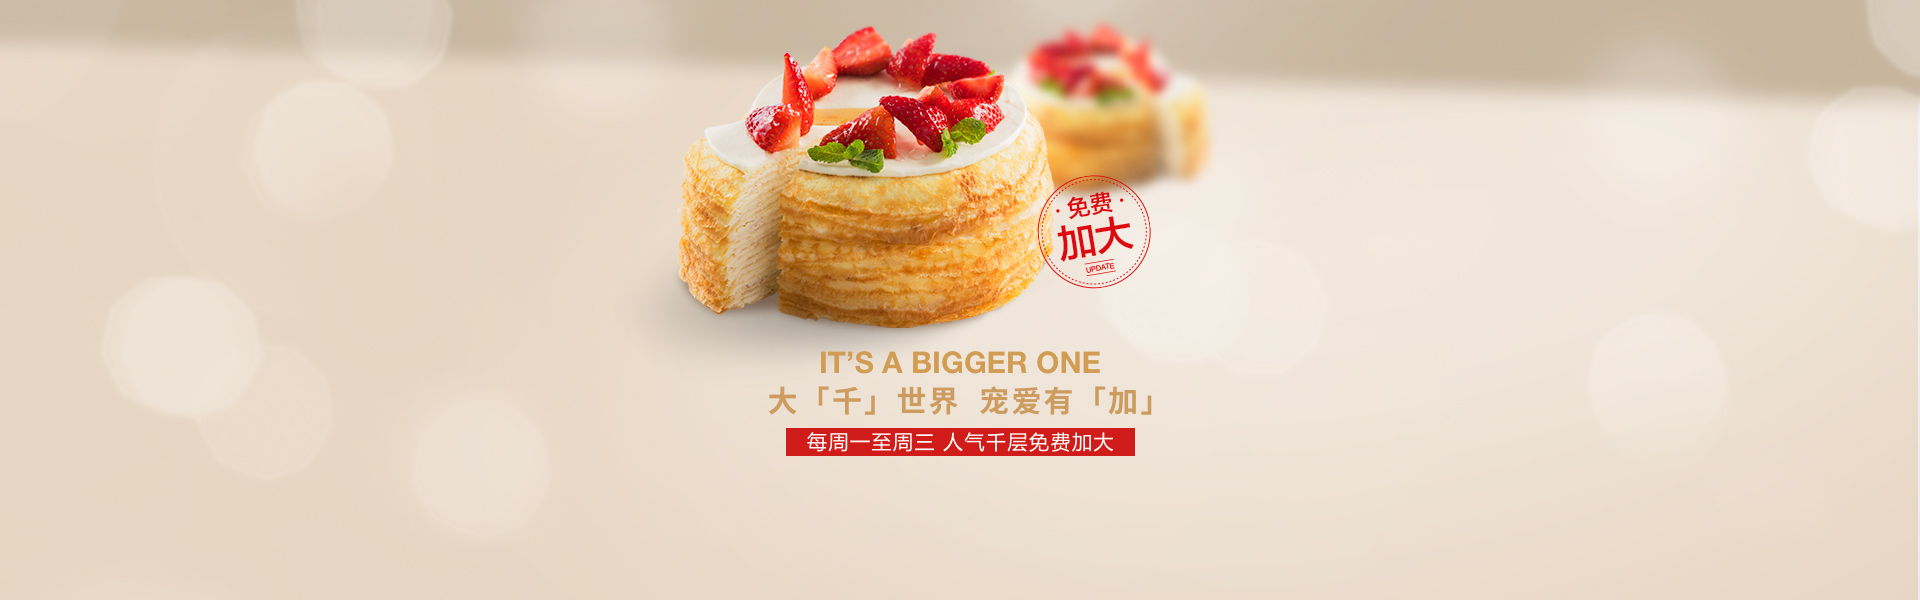 ·免费·
加大
UPDATE
IT'S A BIGGER ONE
大「千」世界 宠爱有「加」
每周一至周三 人气千层免费加大